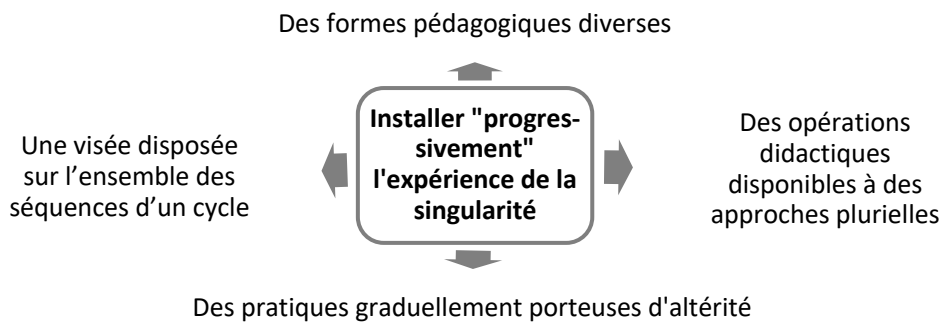 Des formes pédagogiques diverses
Une visée disposée
sur l’ensemble des
séquences d’un cycle
Installer "progres-
sivement"
l'expérience de la
singularité
Des opérations
didactiques
disponibles à des
approches plurielles
Des pratiques graduellement porteuses d'altérité